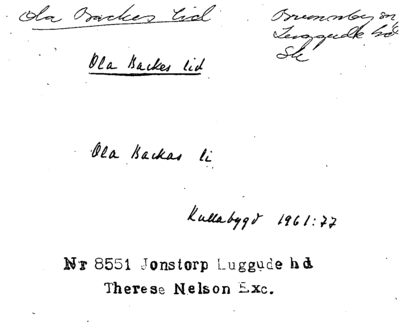 Ola Backes lid
Brunnby sn
Luggude hd
Sk
Ola Backes lid
Ola Backas li
Kullabygd 1961:77
Nr 8551 Jonstorp Luggude hd
Therese Nelson Exc.